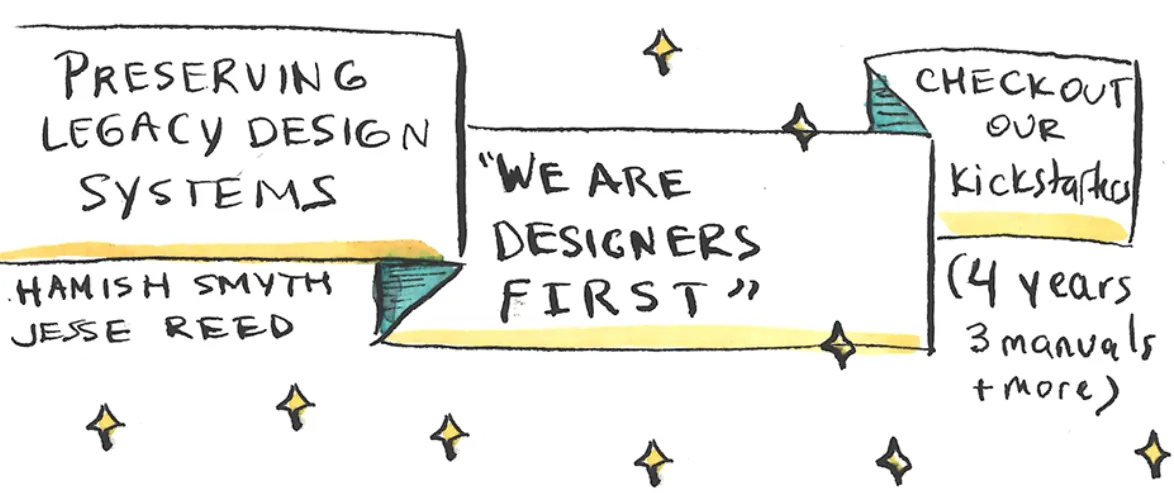 PRESERVING
LEGACY DESIGN
SYSTEMS
HAMISH SMYTH
JESSE REED
"WE ARE
DESIGNERS
FIRST"
CHECKOUT
OUR
Kickstarters
(4 years
3 manuals
+ more)